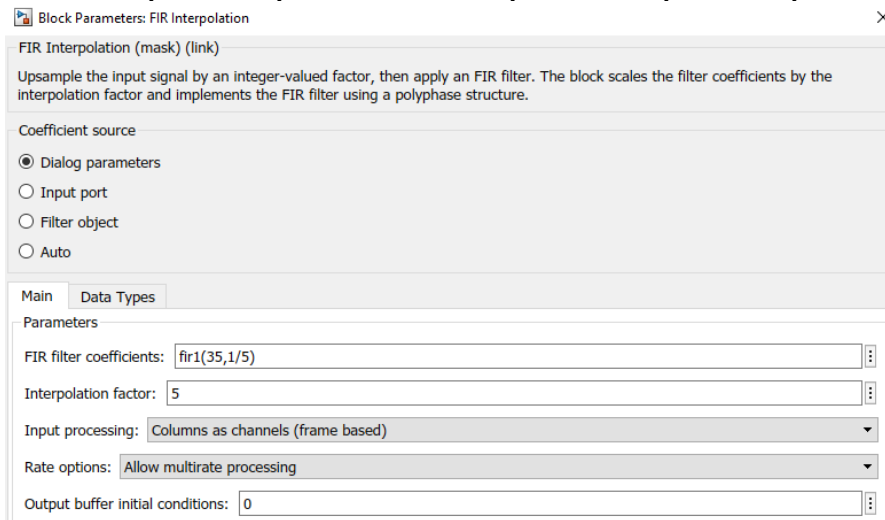 Block Parameters: FIR Interpolation
FIR Interpolation (mask) (link)
Upsample the input signal by an integer-valued factor, then apply an FIR filter. The block scales the filter coefficients by the
interpolation factor and implements the FIR filter using a polyphase structure.
Coefficient source
Dialog parameters
Input port
Filter object
Auto
Main Data Types
Parameters
FIR filter coefficients: fir1(35,1/5)
Interpolation factor: 5
Input processing: Columns as channels (frame based)
Rate options: Allow multirate processing
Output buffer initial conditions: 0